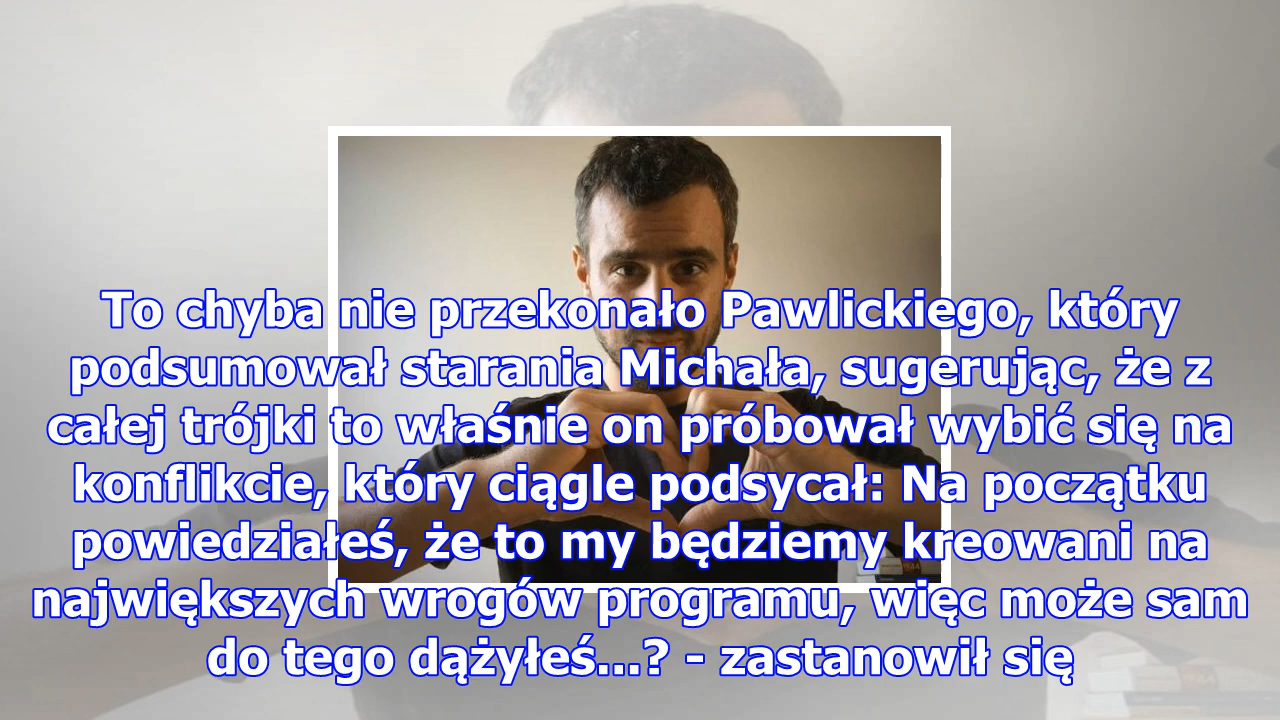 To chyba nie przekonało Pawlickiego, który
podsumował starania Michała, sugerując, że z
całej trójki to właśnie on próbował wybić się na
konflikcie, który ciągle podsycał: Na początku
powiedziałeś, że to my będziemy kreowani na
największych wrogów programu, więc może sam
do tego dążyłeś...? - zastanowił się